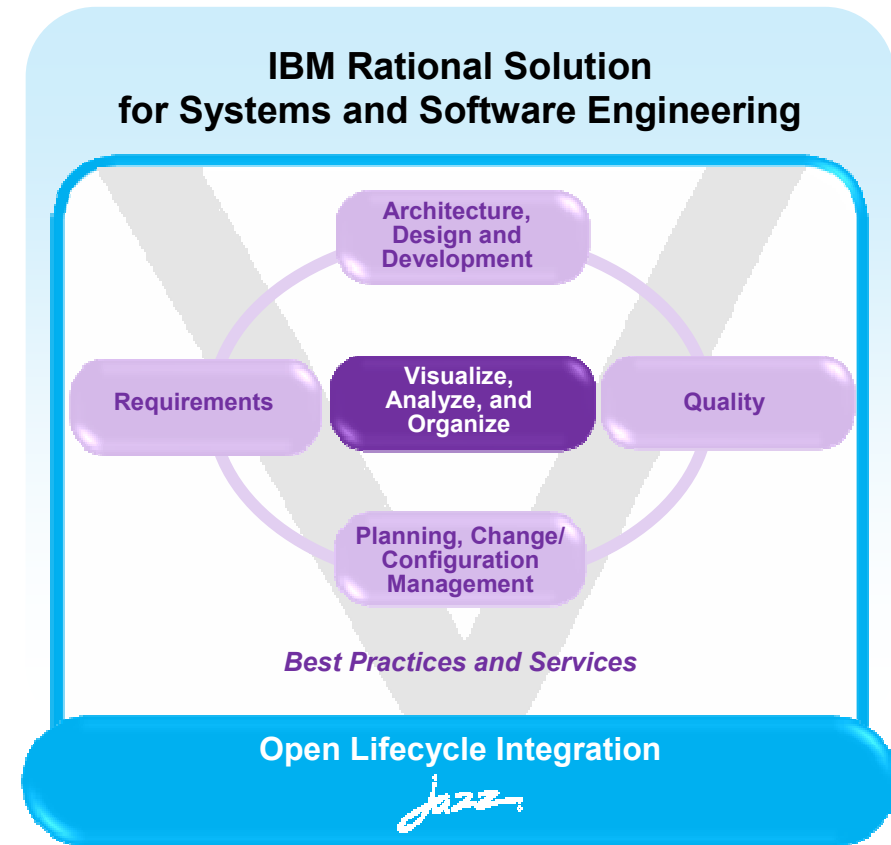 IBM Rational Solution
for Systems and Software Engineering
Architecture,
Design and
Development
Requirements
Visualize,
Analyze, and
Organize
Quality
Planning, Change/
Configuration
Management
Best Practices and Services
Open Lifecycle Integration
Jazz